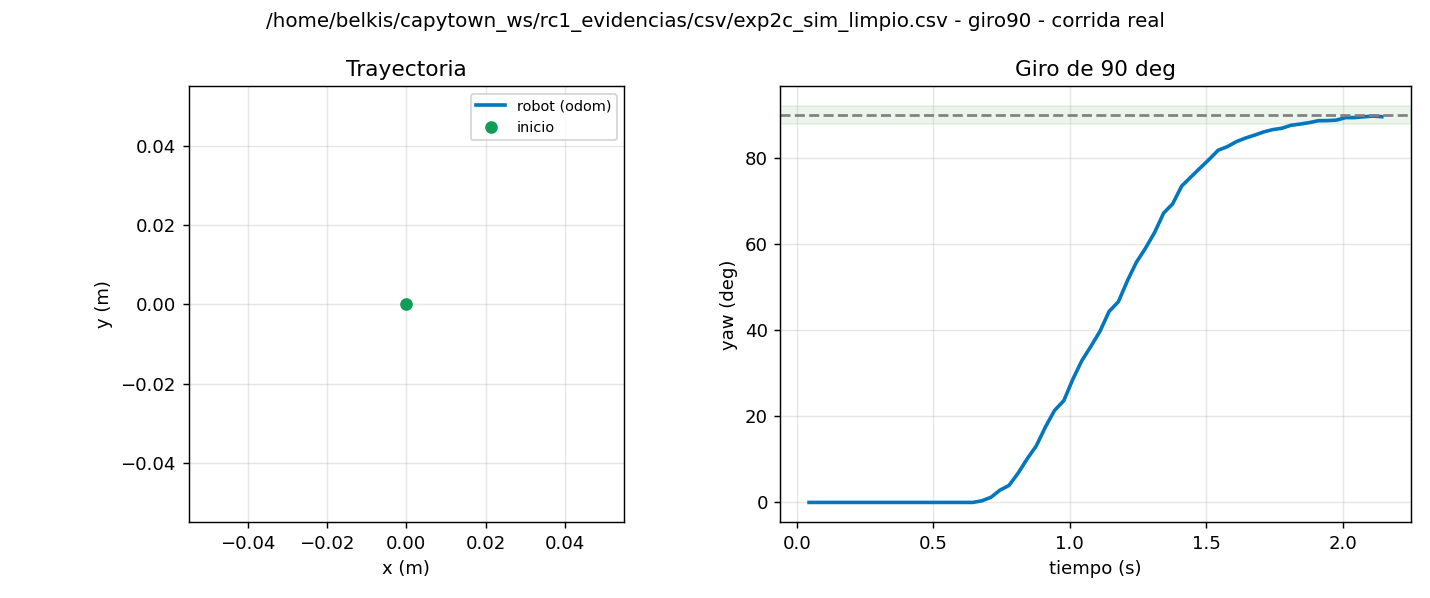 /home/belkis/capytown_ws/rc1_evidencias/csv/exp2c_sim_limpio.csv - giro90 - corrida real
Trayectoria
robot (odom)
inicio
0.04
0.02
0.00
−0.02
−0.04
y (m)
−0.04 −0.02 0.00 0.02 0.04
x (m)
Giro de 90 deg
80
60
40
20
0
yaw (deg)
0.0 0.5 1.0 1.5 2.0
tiempo (s)